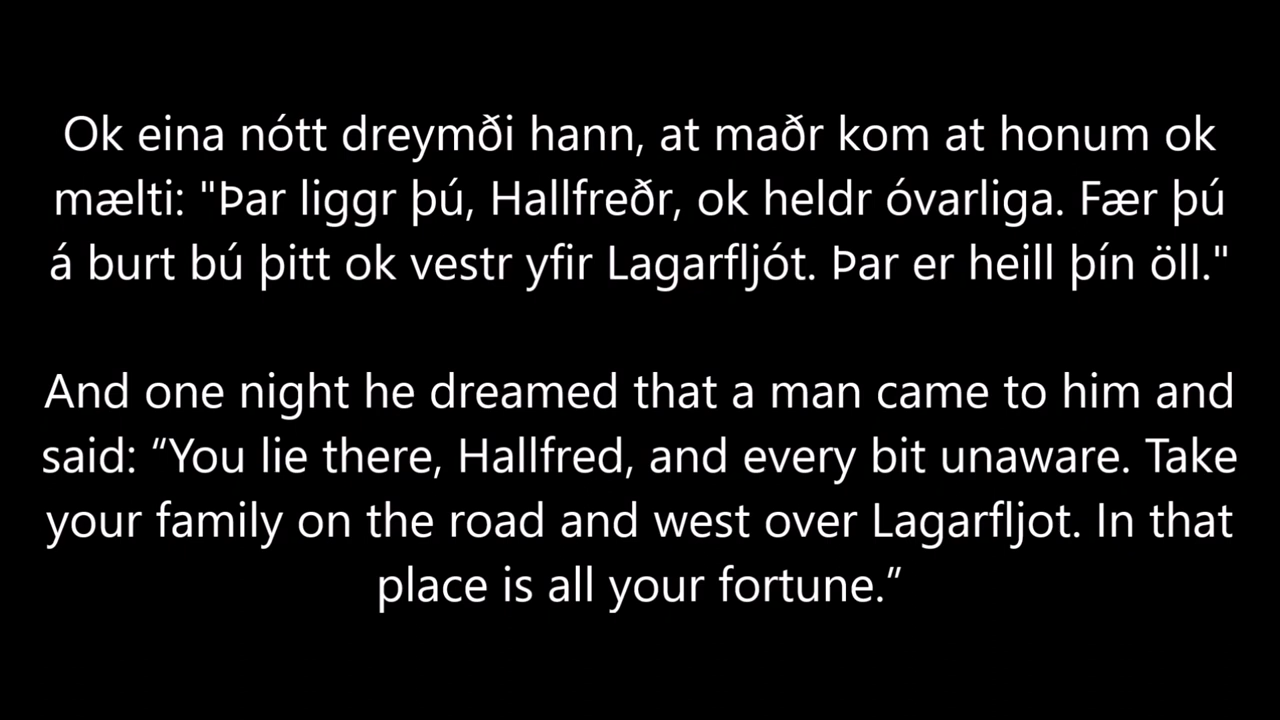 Ok eina nótt dreymði hann, at maðr kom at honum ok
mælti: "Þar liggr þú, Hallfreðr, ok heldr óvarliga. Fær þú
á burt bú þitt ok vestr yfir Lagarfljót. Þar er heill þín öll."
And one night he dreamed that a man came to him and
said: “You lie there, Hallfred, and every bit unaware. Take
your family on the road and west over Lagarfljot. In that
place is all your fortune.”